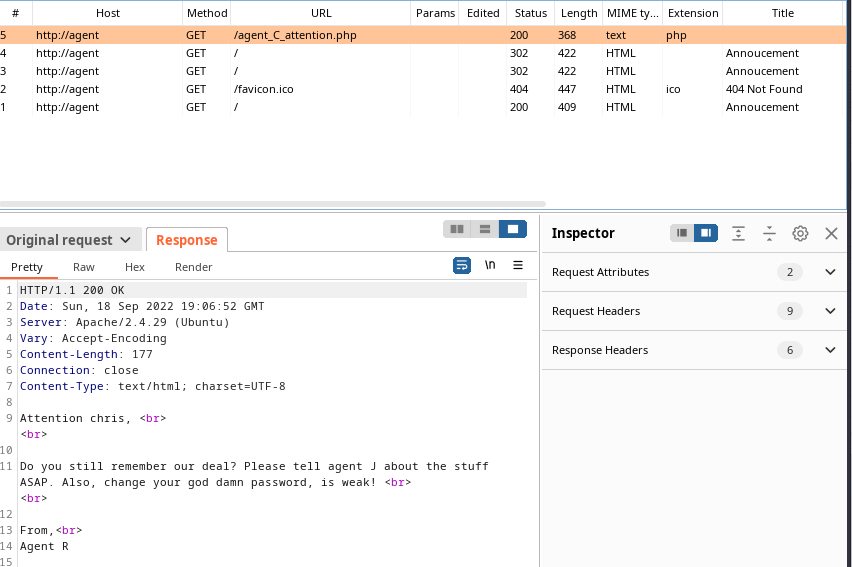 # Host Method URL Params Edited Status Length MIME ty... Extension Title
5 http://agent GET /agent_C_attention.php 200 368 text php
4 http://agent GET / 302 422 HTML Annoucement
3 http://agent GET / 302 422 HTML Annoucement
2 http://agent GET /favicon.ico 404 447 HTML ico 404 Not Found
1 http://agent GET / 200 409 HTML Annoucement
Original request Response
Pretty Raw Hex Render \n
1 HTTP/1.1 200 OK
2 Date: Sun, 18 Sep 2022 19:06:52 GMT
3 Server: Apache/2.4.29 (Ubuntu)
4 Vary: Accept-Encoding
5 Content-Length: 177
6 Connection: close
7 Content-Type: text/html; charset=UTF-8
8
9 Attention chris, <br>
<br>
10
11 Do you still remember our deal? Please tell agent J about the stuff
ASAP. Also, change your god damn password, is weak! <br>
<br>
12
13 From,<br>
14 Agent R
15
Inspector
Request Attributes 2
Request Headers 9
Response Headers 6